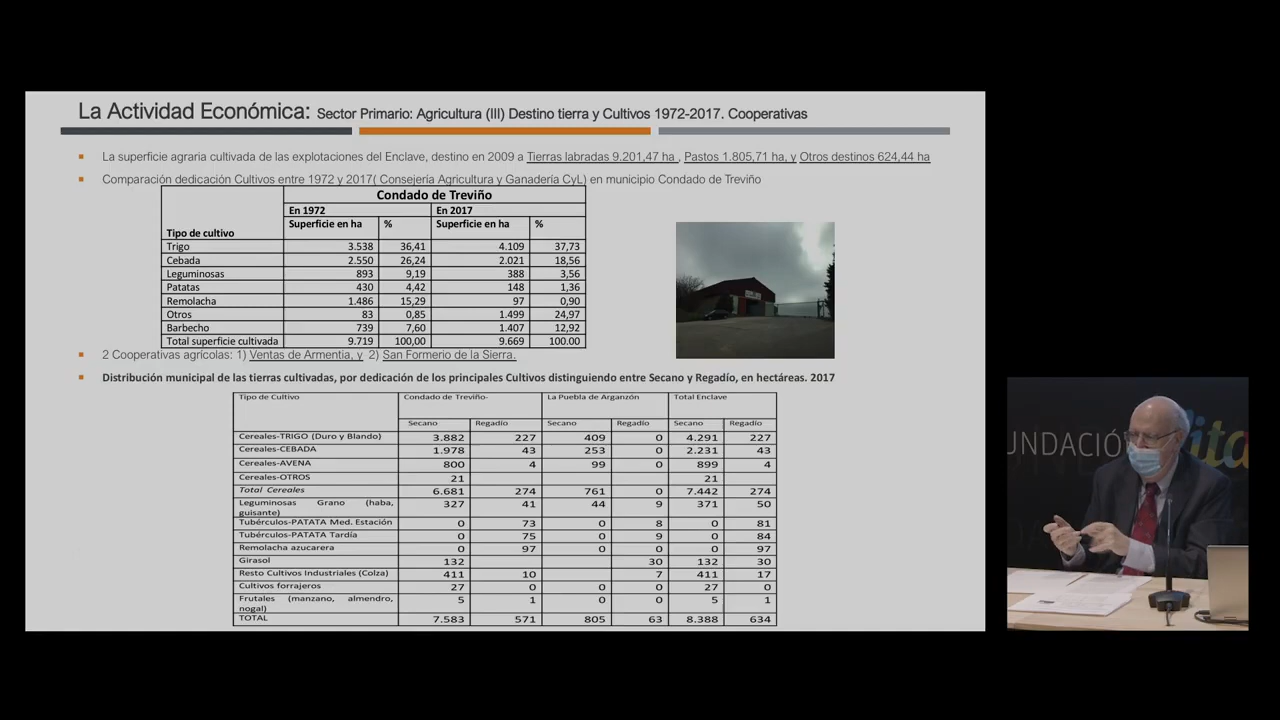 La Actividad Económica: Sector Primario: Agricultura (III) Destino tierra y Cultivos 1972-2017. Cooperativas
La superficie agraria cultivada de las explotaciones del Enclave, destino en 2009 a Tierras labradas 9.201,47 ha , Pastos 1.805,71 ha, y Otros destinos 624,44 ha
Comparación dedicación Cultivos entre 1972 y 2017( Consejería Agricultura y Ganadería CyL) en municipio Condado de Treviño
Condado de Treviño
En 1972 En 2017
Tipo de cultivo Superficie en ha % Superficie en ha %
Trigo 3.538 36,41 4.109 37,73
Cebada 2.550 26,24 2.021 18,56
Leguminosas 893 9,19 388 3,56
Patatas 430 4,42 148 1,36
Remolacha 1.486 15,29 97 0,90
Otros 83 0,85 1.499 24,97
Barbecho 739 7,60 1.407 12,92
Total superficie cultivada 9.719 100,00 9.669 100.00
2 Cooperativas agrícolas: 1) Ventas de Armentia, y 2) San Formerio de la Sierra.
Distribución municipal de las tierras cultivadas, por dedicación de los principales Cultivos distinguiendo entre Secano y Regadío, en hectáreas. 2017
Tipo de Cultivo Condado de Treviño- La Puebla de Arganzón Total Enclave
Secano Regadío Secano Regadío Secano Regadío
Cereales-TRIGO (Duro y Blando) 3.882 227 409 0 4.291 227
Cereales-CEBADA 1.978 43 253 0 2.231 43
Cereales-AVENA 800 4 99 0 899 4
Cereales-OTROS 21 21
Total Cereales 6.681 274 761 0 7.442 274
Leguminosas Grano (haba, guisante) 327 41 44 9 371 50
Tubérculos-PATATA Med. Estación 0 73 0 8 0 81
Tubérculos-PATATA Tardía 0 75 0 9 0 84
Remolacha azucarera 0 97 0 0 0 97
Girasol 132 30 132 30
Resto Cultivos Industriales (Colza) 411 10 7 411 17
Cultivos forrajeros 27 0 0 0 27 0
Frutales (manzano, almendro, nogal) 5 1 0 0 5 1
TOTAL 7.583 571 805 63 8.388 634
UNDACIÓN